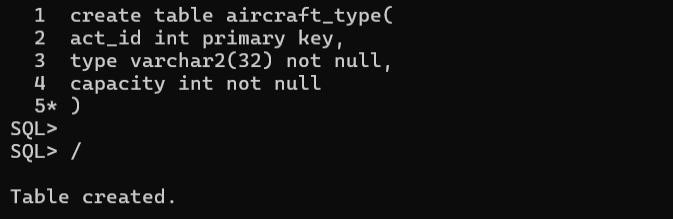 1  create table aircraft_type(
2  act_id int primary key,
3  type varchar2(32) not null,
4  capacity int not null
5* )
SQL>
SQL> /
Table created.